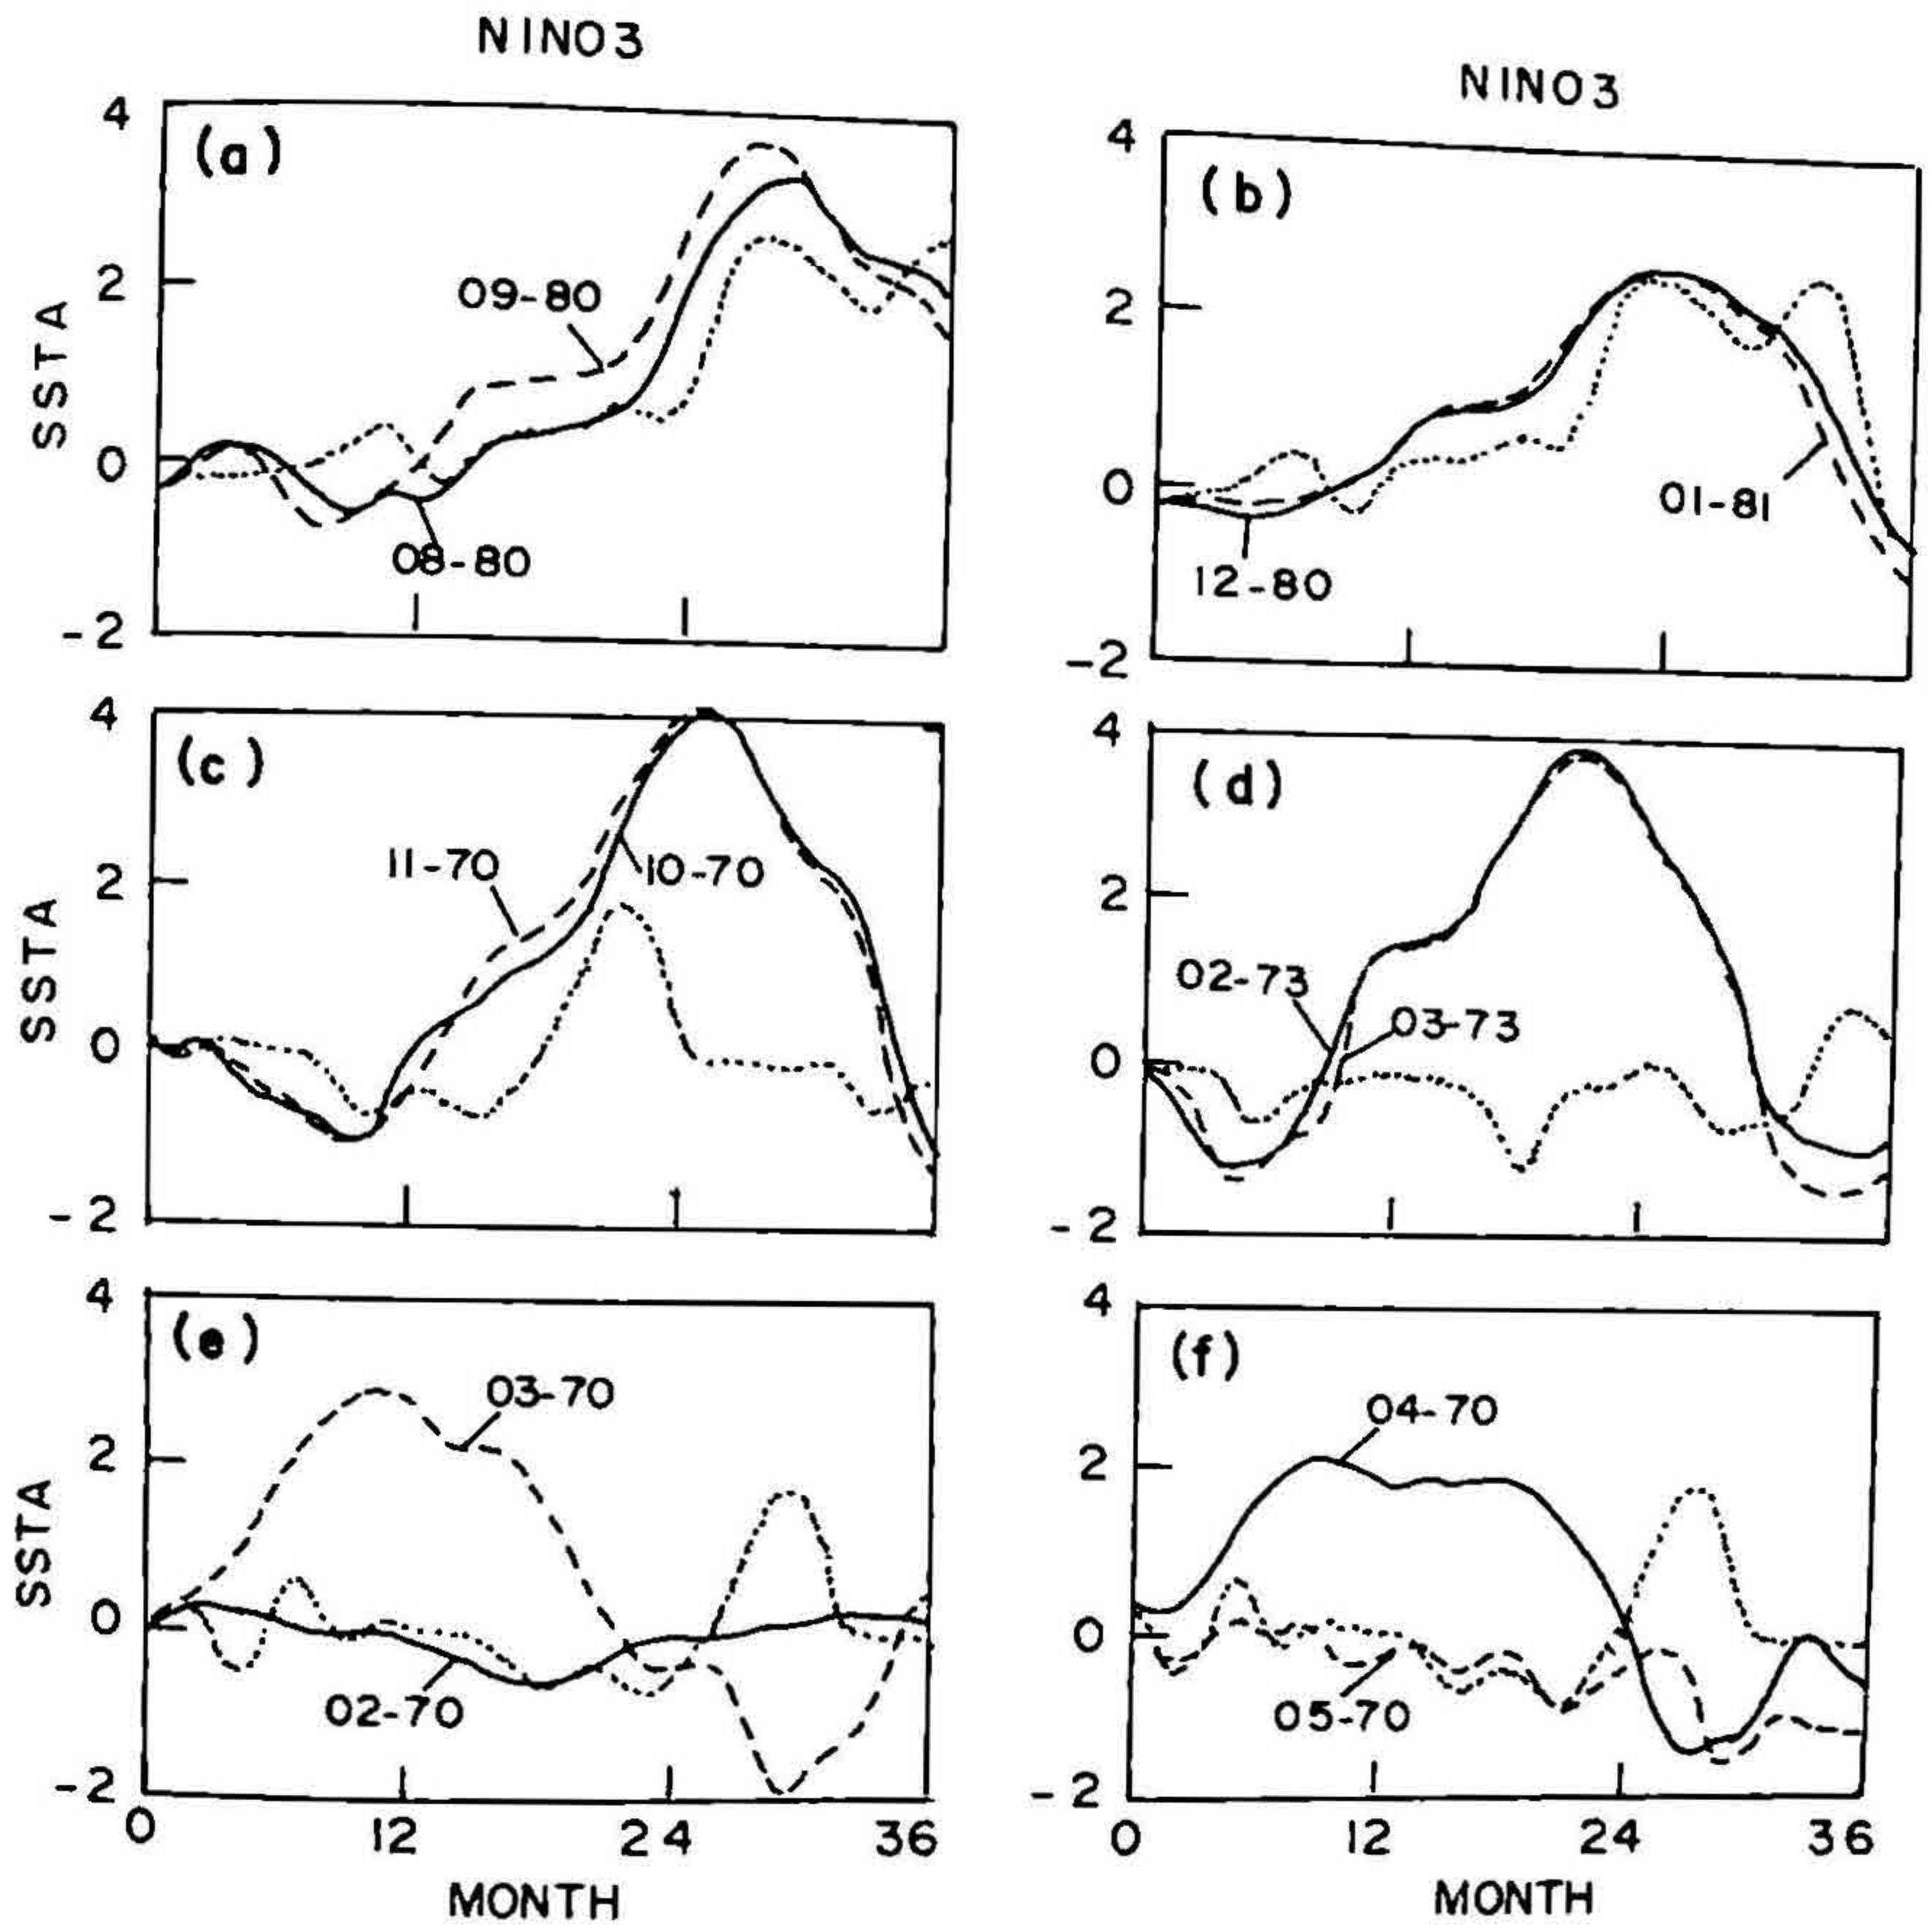 NINO3
NINO3
4
(a)
2
09-80
SSTA
0
08-80
-2
4
(b)
2
0
01-81
12-80
-2
4
(c)
11-70
10-70
2
SSTA
0
-2
4
(d)
2
02-73
03-73
0
-2
4
(e)
03-70
2
SSTA
0
02-70
-2
0 12 24 36
MONTH
4
(f)
04-70
2
0
05-70
-2
0 12 24 36
MONTH